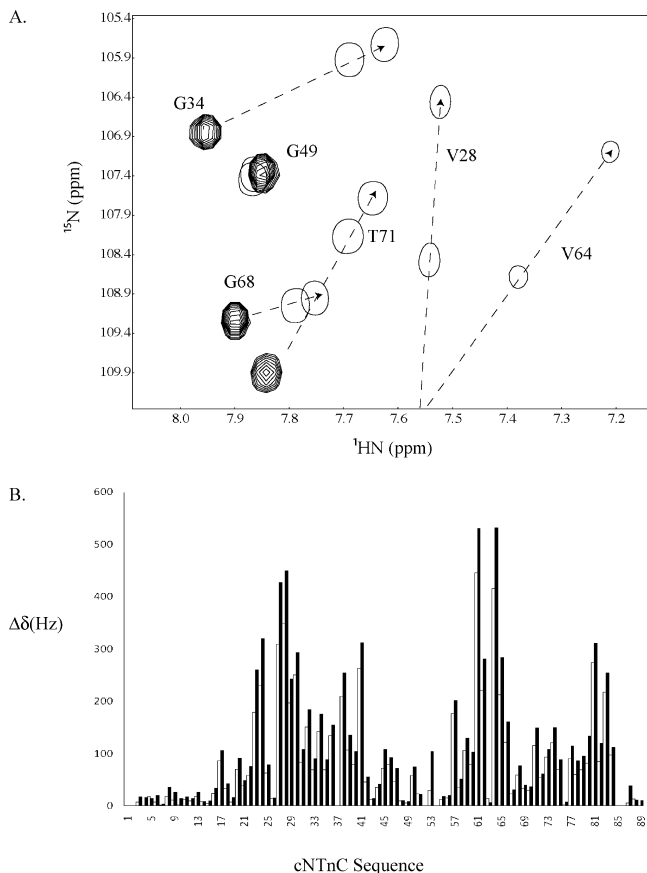 A.
105.4
105.9
106.4
106.9
107.4
107.9
108.4
108.9
109.4
109.9
15N (ppm)
G34
G49
V28
T71
V64
G68
8.0 7.9 7.8 7.7 7.6 7.5 7.4 7.3 7.2
1HN (ppm)
B.
600
500
400
300
200
100
0
Δδ(Hz)
1 5 9 13 17 21 25 29 33 37 41 45 49 53 57 61 65 69 73 77 81 85 89
cNTnC Sequence